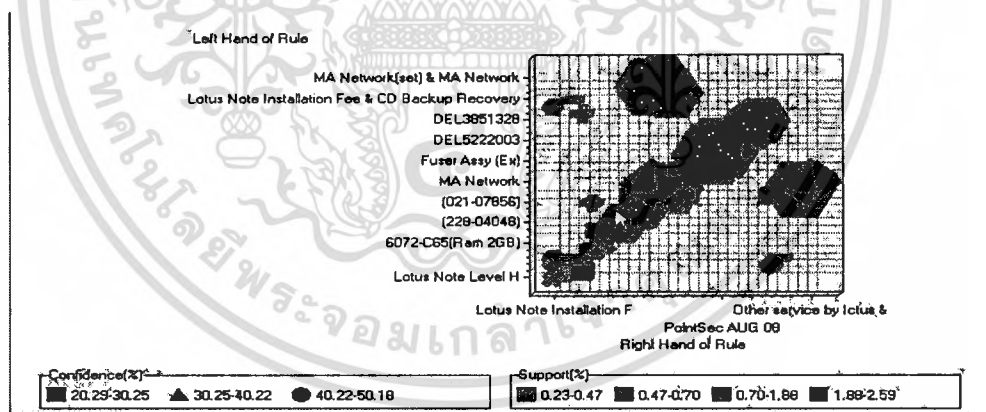 Left Hand of Rule
MA Network(set) & MA Network
Lotus Note Installation Fee & CD Backup Recovery
DEL3851328
DEL5222003
Fuser Assy (Ex)
MA Network
(021-07856)
(228-04048)
6072-C65(Ram 2GB)
Lotus Note Level H
Lotus Note Installation F
Other service by Ictus &
PointSec AUG 08
Right Hand of Rule
Confidence(%)
20.29-30.25 30.25-40.22 40.22-50.18
Support(%)
0.23-0.47 0.47-0.70 0.70-1.88 1.88-2.59